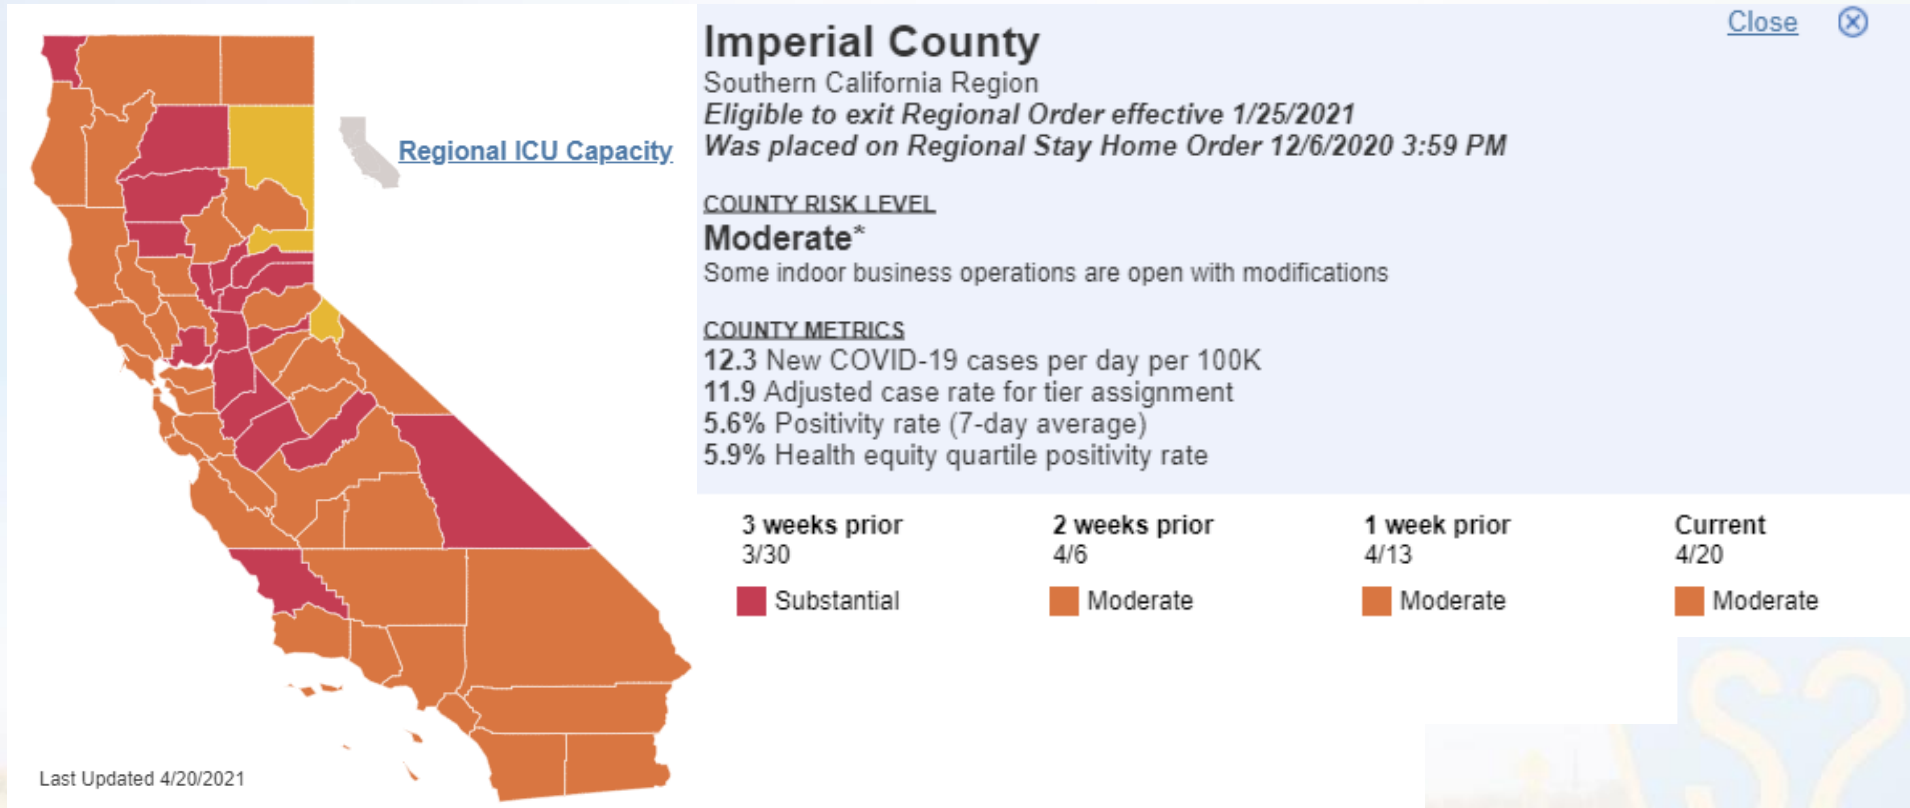 Close
Imperial County
Southern California Region
Eligible to exit Regional Order effective 1/25/2021
Was placed on Regional Stay Home Order 12/6/2020 3:59 PM
Regional ICU Capacity
COUNTY RISK LEVEL
Moderate*
Some indoor business operations are open with modifications
COUNTY METRICS
12.3 New COVID-19 cases per day per 100K
11.9 Adjusted case rate for tier assignment
5.6% Positivity rate (7-day average)
5.9% Health equity quartile positivity rate
3 weeks prior
3/30
Substantial
2 weeks prior
4/6
Moderate
1 week prior
4/13
Moderate
Current
4/20
Moderate
Last Updated 4/20/2021